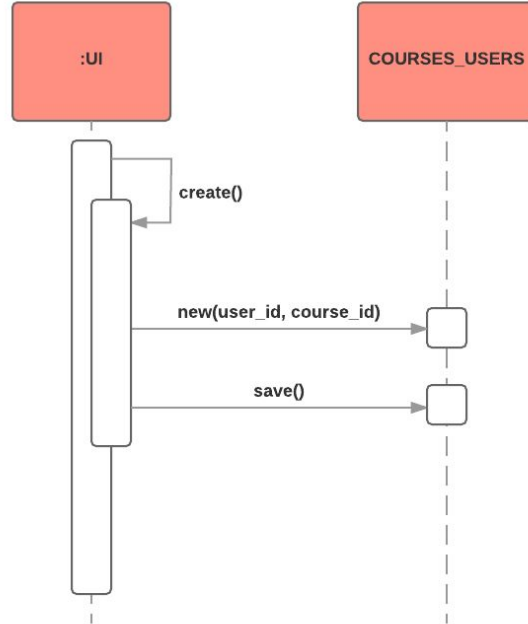 :UI
COURSES_USERS
create()
new(user_id, course_id)
save()